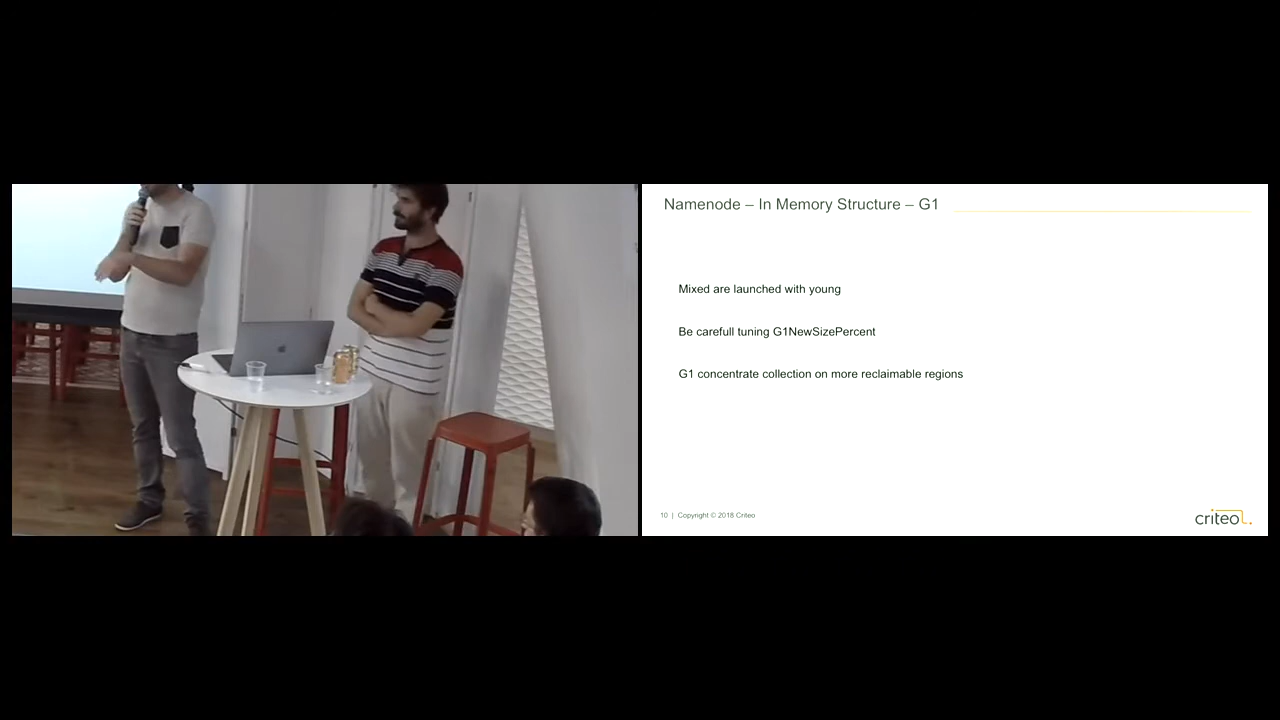 Namenode – In Memory Structure – G1
Mixed are launched with young
Be carefull tuning G1NewSizePercent
G1 concentrate collection on more reclaimable regions
10 | Copyright © 2018 Criteo
criteo